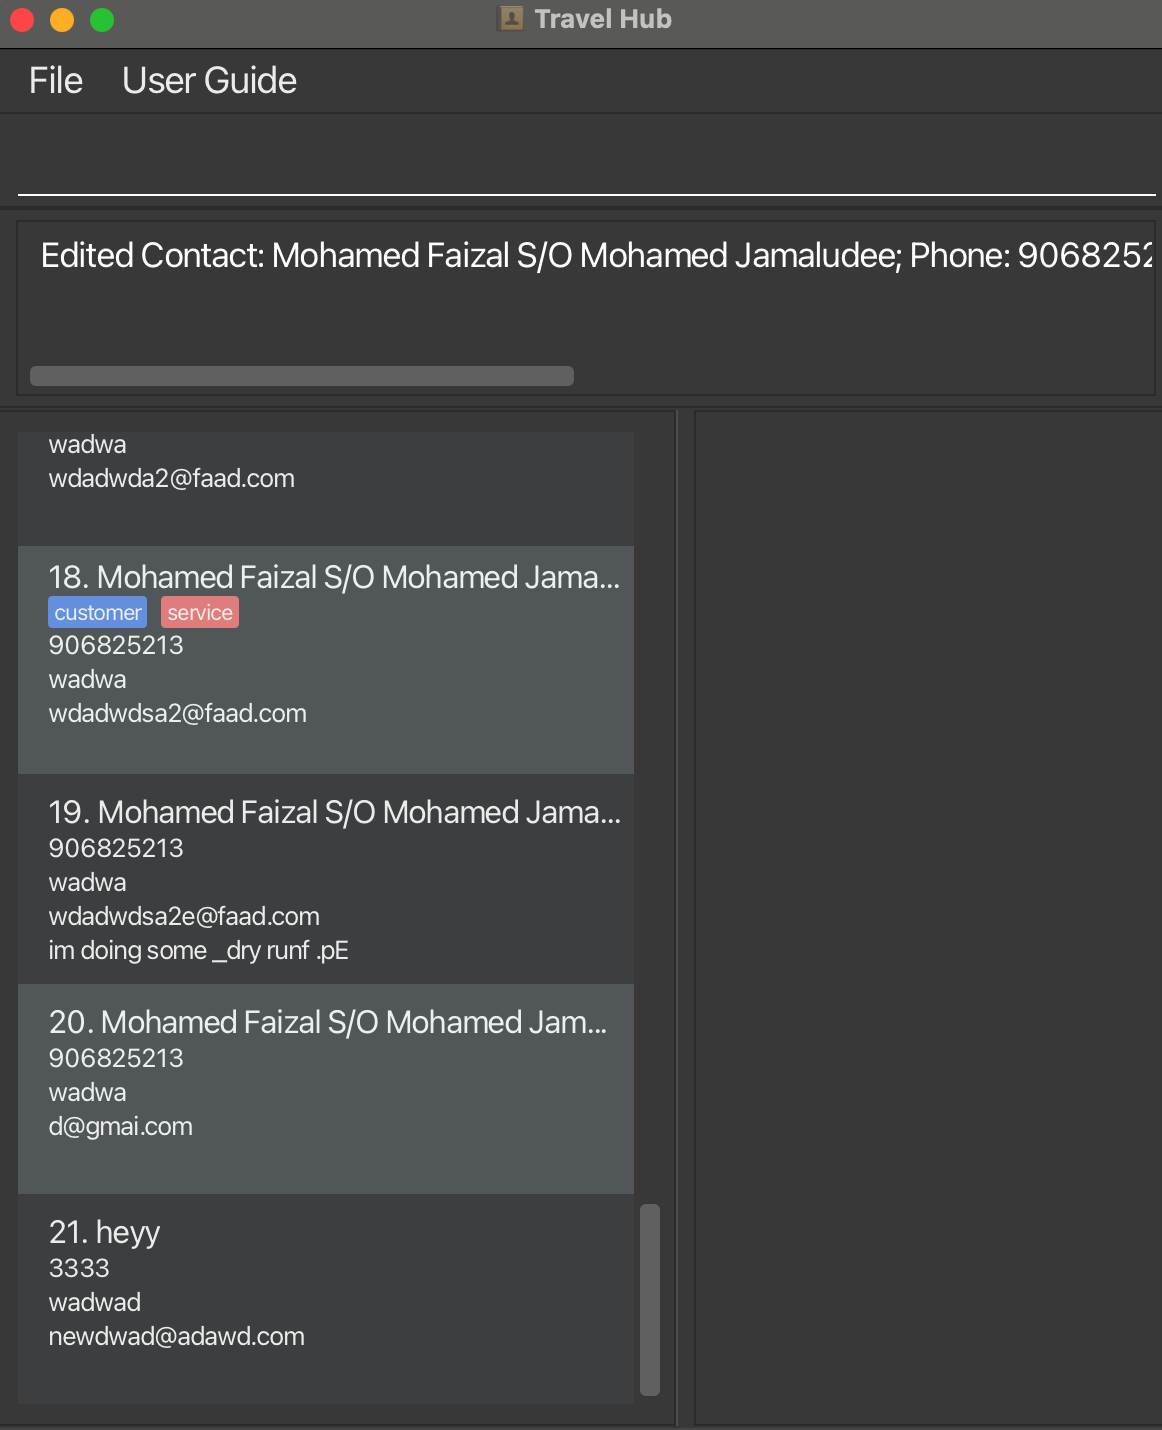 Travel Hub
File User Guide
Edited Contact: Mohamed Faizal S/O Mohamed Jamaludee; Phone: 9068252
wadwa
wdadwda2@faad.com
18. Mohamed Faizal S/O Mohamed Jama...
customer service
906825213
wadwa
wdadwdsa2@faad.com
19. Mohamed Faizal S/O Mohamed Jama...
906825213
wadwa
wdadwdsa2e@faad.com
im doing some _dry runf .pE
20. Mohamed Faizal S/O Mohamed Jam...
906825213
wadwa
d@gmai.com
21. heyy
3333
wadwad
newdwad@adawd.com